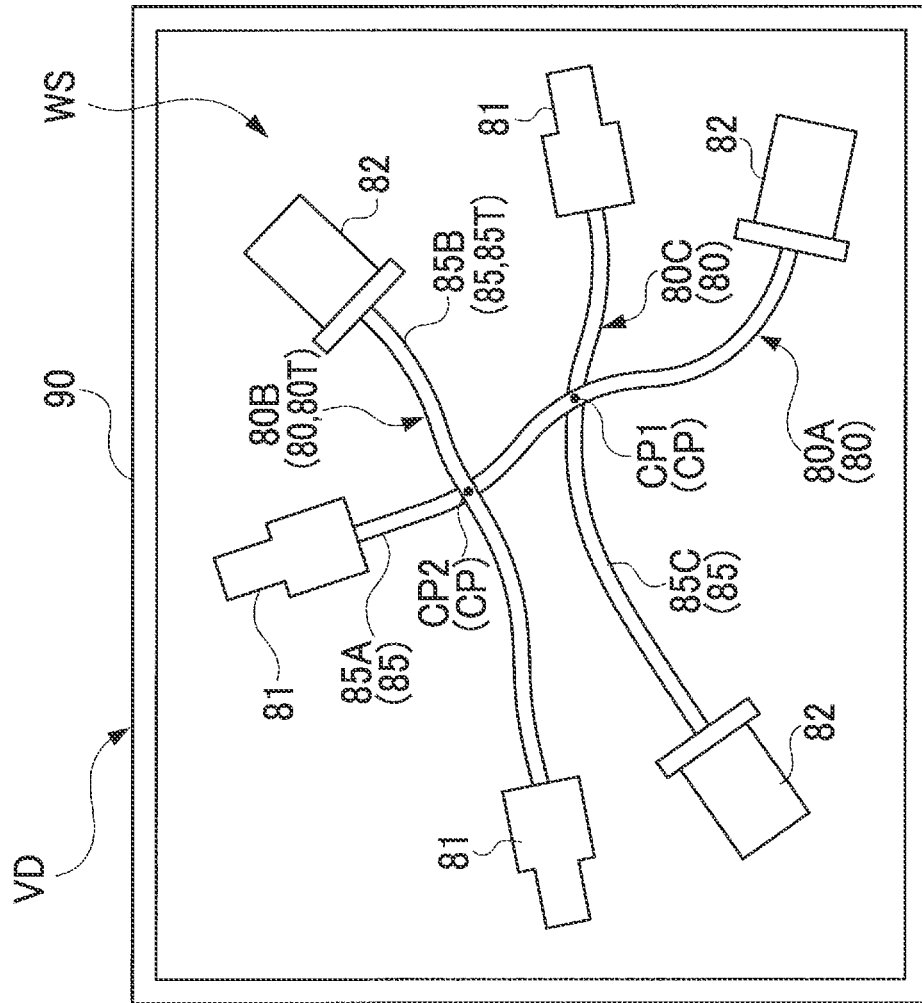 VD
90
WS
81
80B
(80,80T)
85A
(85)
82
CP2
(CP)
85B
(85,85T)
81
81
CP1
(CP)
80C
(80)
85C
(85)
82
82
80A
(80)